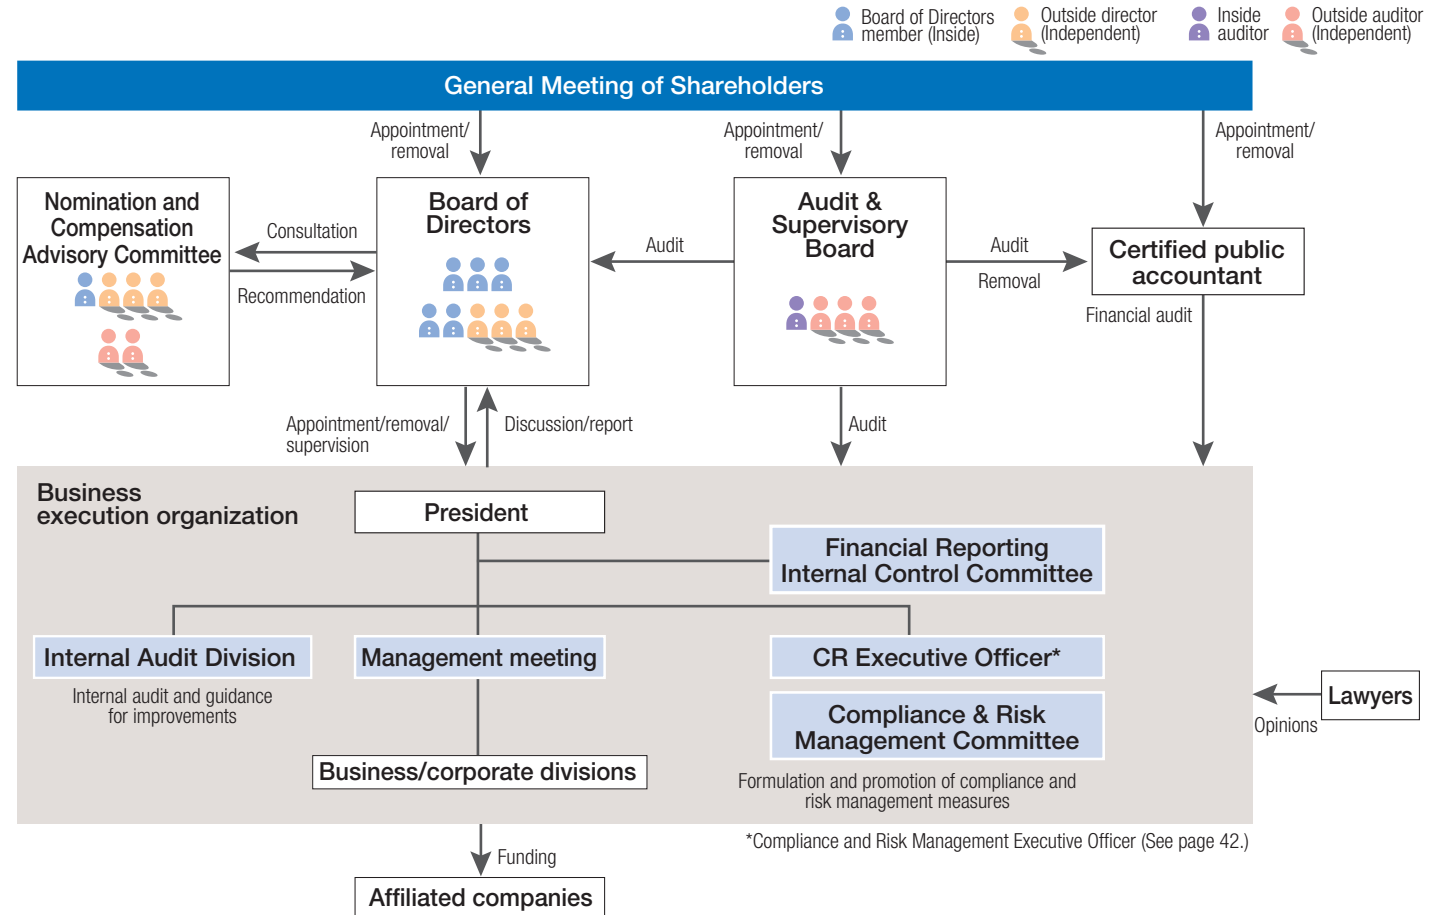 Board of Directors
member (Inside)
Outside director
(Independent)
Inside
auditor
Outside auditor
(Independent)
General Meeting of Shareholders
Appointment/
removal
Appointment/
removal
Appointment/
removal
Nomination and
Compensation
Advisory Committee
Consultation
Recommendation
Board of
Directors
Audit
Audit &
Supervisory
Board
Audit
Removal
Certified public
accountant
Financial audit
Appointment/removal/
supervision
Discussion/report
Audit
Business
execution organization
President
Financial Reporting
Internal Control Committee
Internal Audit Division
Internal audit and guidance
for improvements
Management meeting
CR Executive Officer*
Compliance & Risk
Management Committee
Formulation and promotion of compliance and
risk management measures
Business/corporate divisions
Lawyers
Opinions
*Compliance and Risk Management Executive Officer (See page 42.)
Funding
Affiliated companies